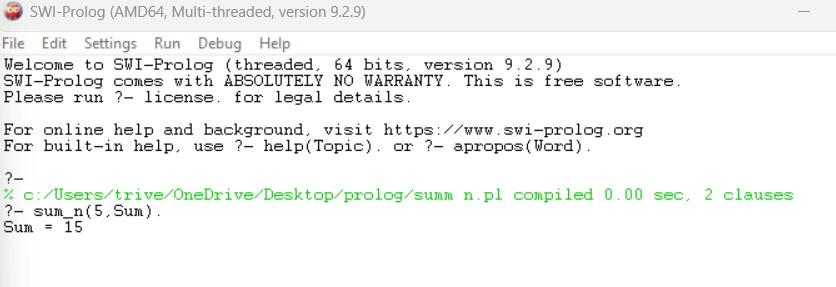 SWI-Prolog (AMD64, Multi-threaded, version 9.2.9)
File Edit Settings Run Debug Help
Welcome to SWI-Prolog (threaded, 64 bits, version 9.2.9)
SWI-Prolog comes with ABSOLUTELY NO WARRANTY. This is free software.
Please run ?- license. for legal details.
For online help and background, visit https://www.swi-prolog.org
For built-in help, use ?- help(Topic). or ?- apropos(Word).
?-
% c:/Users/trive/OneDrive/Desktop/prolog/summ n.pl compiled 0.00 sec, 2 clauses
?- sum_n(5,Sum).
Sum = 15